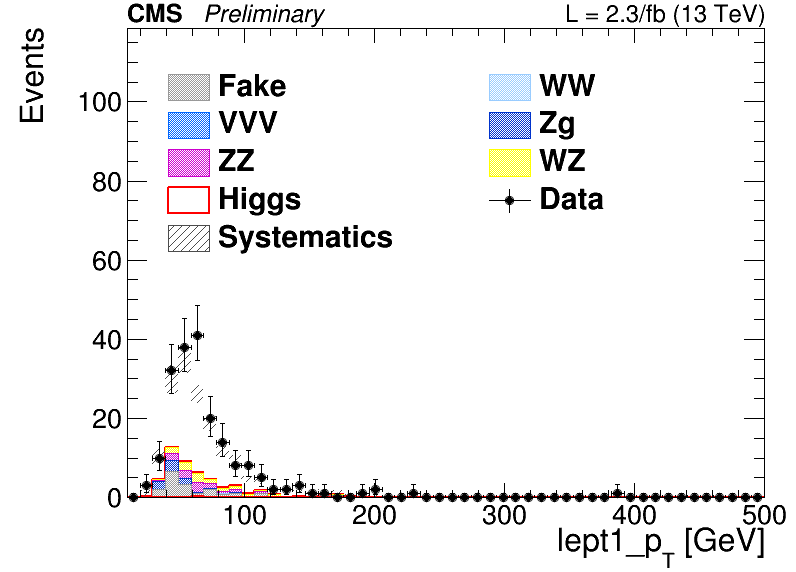 CMS Preliminary L = 2.3/fb (13 TeV)
Events
Fake WW
VVV Zg
ZZ WZ
Higgs Data
Systematics
100
80
60
40
20
0
100 200 300 400 500
lept1_p_T [GeV]